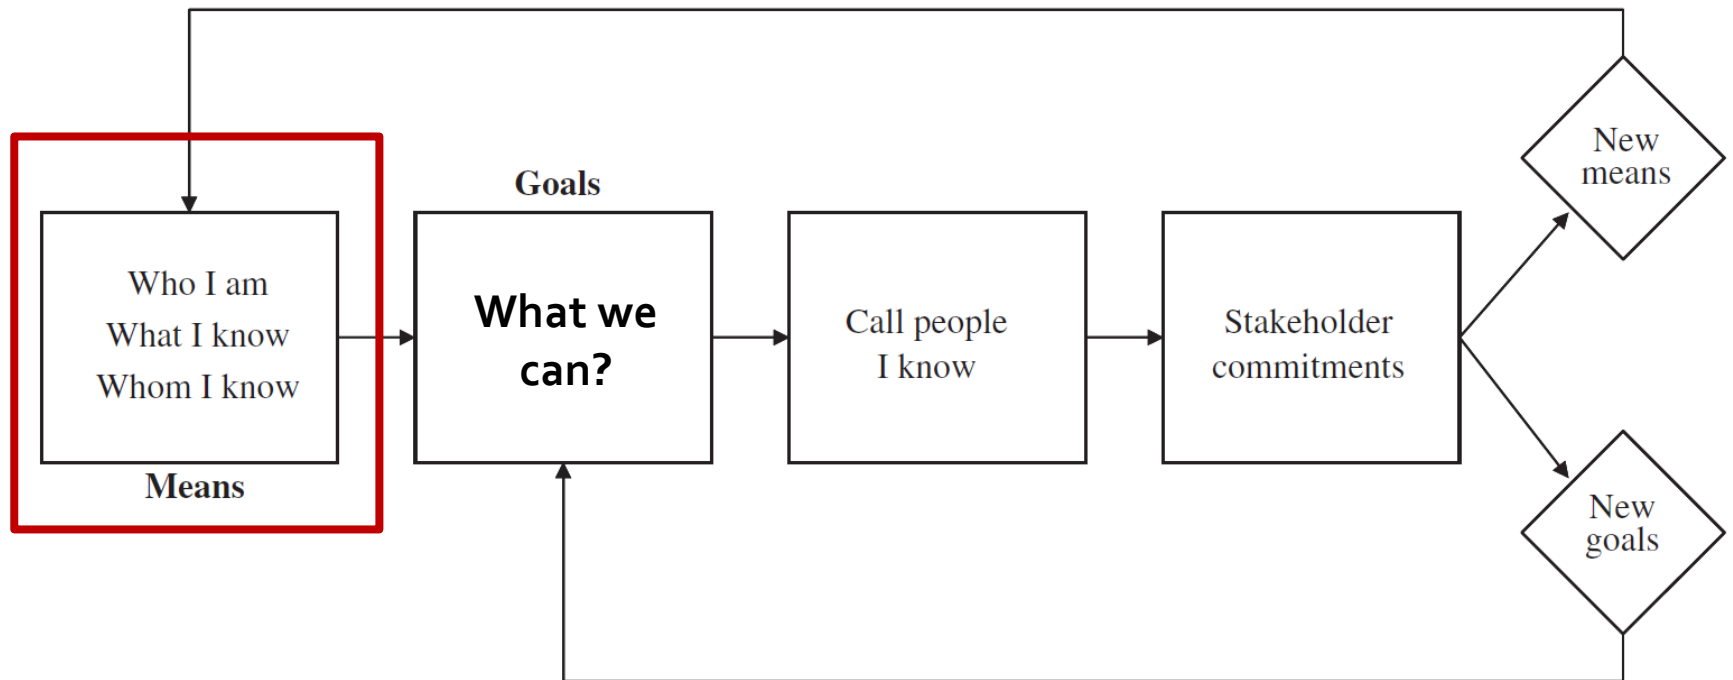 Who I am
What I know
Whom I know
Means
Goals
What we
can?
Call people
I know
Stakeholder
commitments
New
means
New
goals